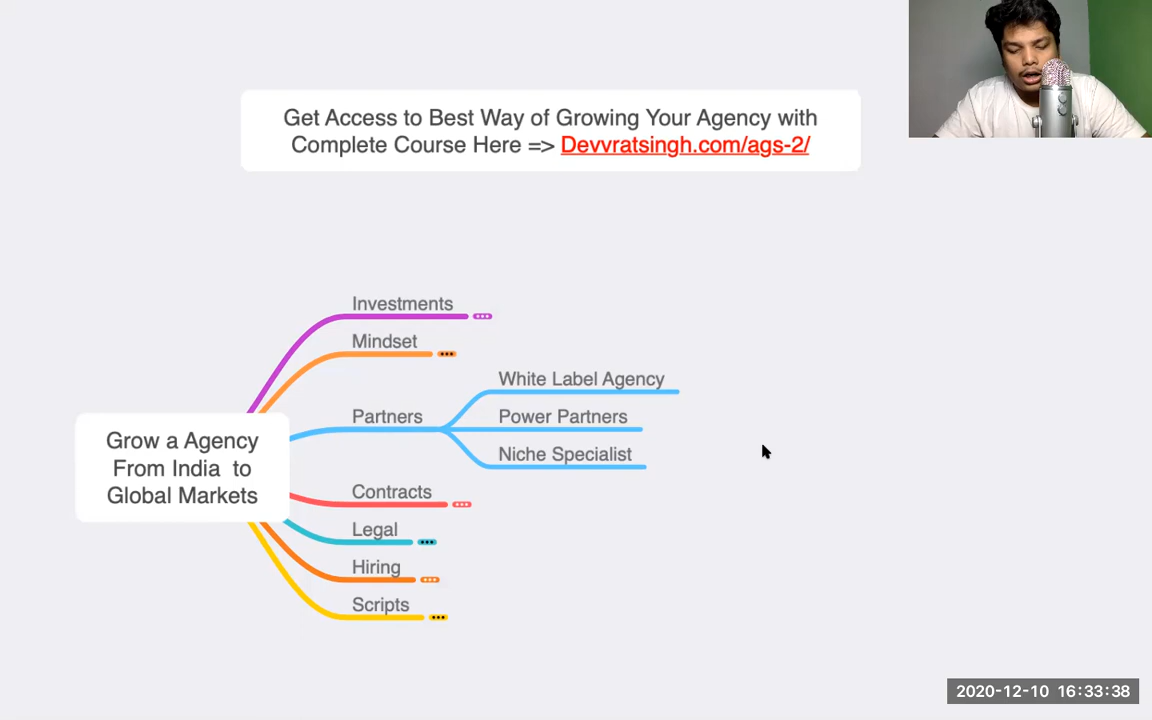 Get Access to Best Way of Growing Your Agency with
Complete Course Here => Devvratsingh.com/ags-2/
Investments
Mindset
White Label Agency
Partners
Power Partners
Niche Specialist
Grow a Agency
From India to
Global Markets
Contracts
Legal
Hiring
Scripts
2020-12-10 16:33:38